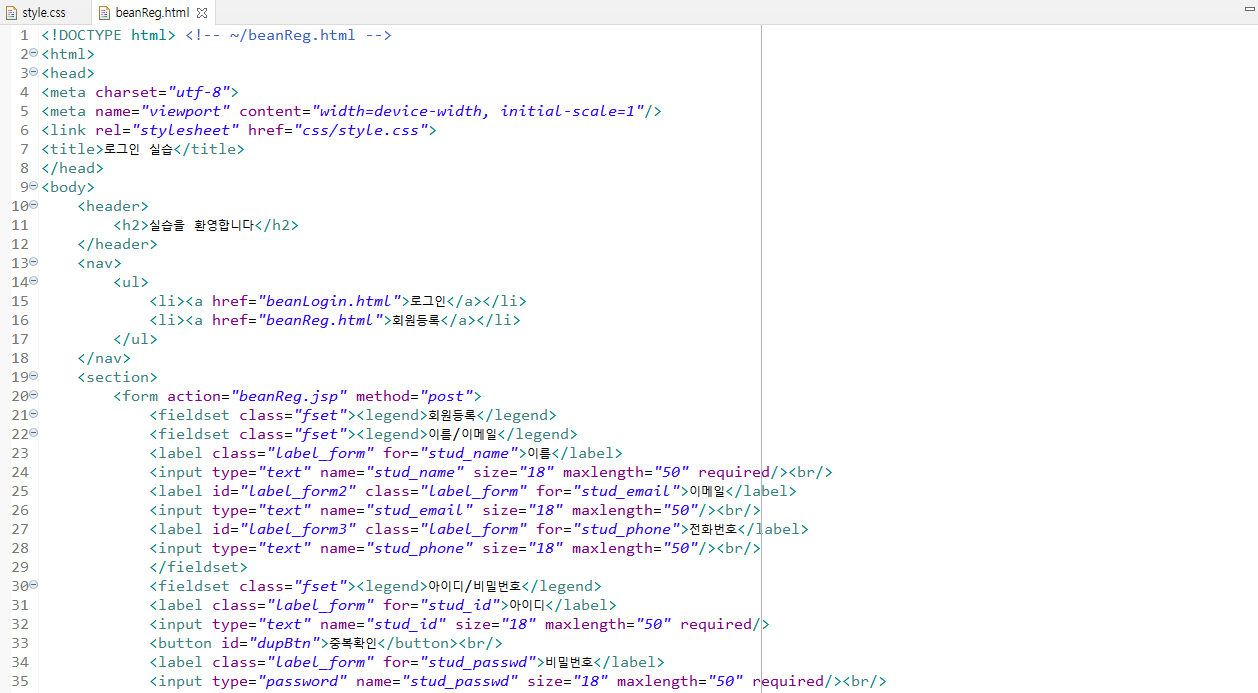 style.css beanReg.html
1 <!DOCTYPE html> <!-- ~/beanReg.html -->
2 <html>
3 <head>
4 <meta charset="utf-8">
5 <meta name="viewport" content="width=device-width, initial-scale=1"/>
6 <link rel="stylesheet" href="css/style.css">
7 <title>로그인 실습</title>
8 </head>
9 <body>
10 <header>
11 <h2>실습을 환영합니다</h2>
12 </header>
13 <nav>
14 <ul>
15 <li><a href="beanLogin.html">로그인</a></li>
16 <li><a href="beanReg.html">회원등록</a></li>
17 </ul>
18 </nav>
19 <section>
20 <form action="beanReg.jsp" method="post">
21 <fieldset class="fset"><legend>회원등록</legend>
22 <fieldset class="fset"><legend>이름/이메일</legend>
23 <label class="label_form" for="stud_name">이름</label>
24 <input type="text" name="stud_name" size="18" maxlength="50" required/><br/>
25 <label id="label_form2" class="label_form" for="stud_email">이메일</label>
26 <input type="text" name="stud_email" size="18" maxlength="50"/><br/>
27 <label id="label_form3" class="label_form" for="stud_phone">전화번호</label>
28 <input type="text" name="stud_phone" size="18" maxlength="50"/><br/>
29 </fieldset>
30 <fieldset class="fset"><legend>아이디/비밀번호</legend>
31 <label class="label_form" for="stud_id">아이디</label>
32 <input type="text" name="stud_id" size="18" maxlength="50" required/>
33 <button id="dupBtn">중복확인</button><br/>
34 <label class="label_form" for="stud_passwd">비밀번호</label>
35 <input type="password" name="stud_passwd" size="18" maxlength="50" required/><br/>